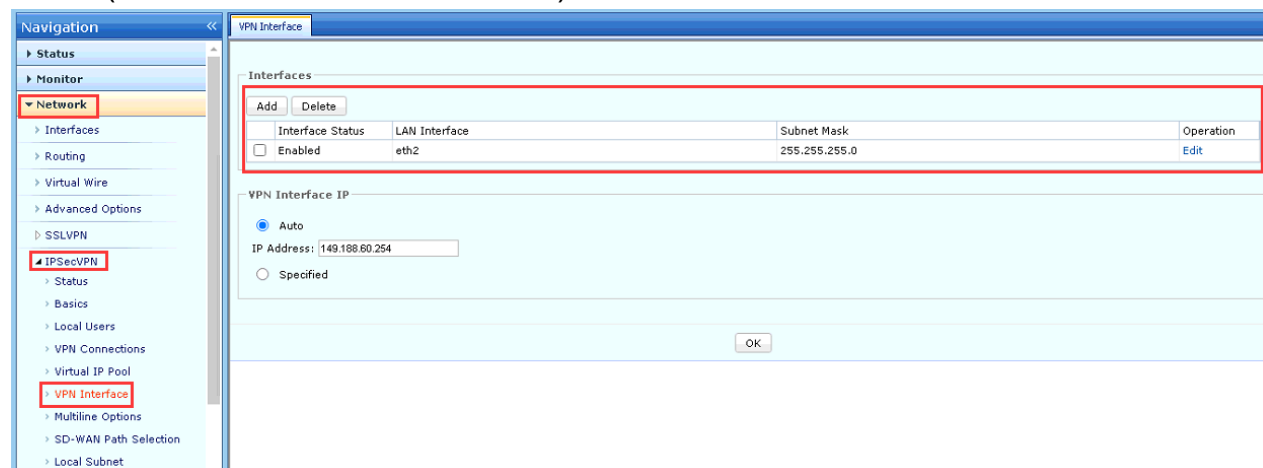 Navigation
Status
Monitor
Network
Interfaces
Routing
Virtual Wire
Advanced Options
SSLVPN
IPSecVPN
Status
Basics
Local Users
VPN Connections
Virtual IP Pool
VPN Interface
Multiline Options
SD-WAN Path Selection
Local Subnet
VPN Interface
Interfaces
Add Delete
Interface Status LAN Interface Subnet Mask Operation
Enabled eth2 255.255.255.0 Edit
VPN Interface IP
Auto
IP Address: 149.188.60.254
Specified
OK